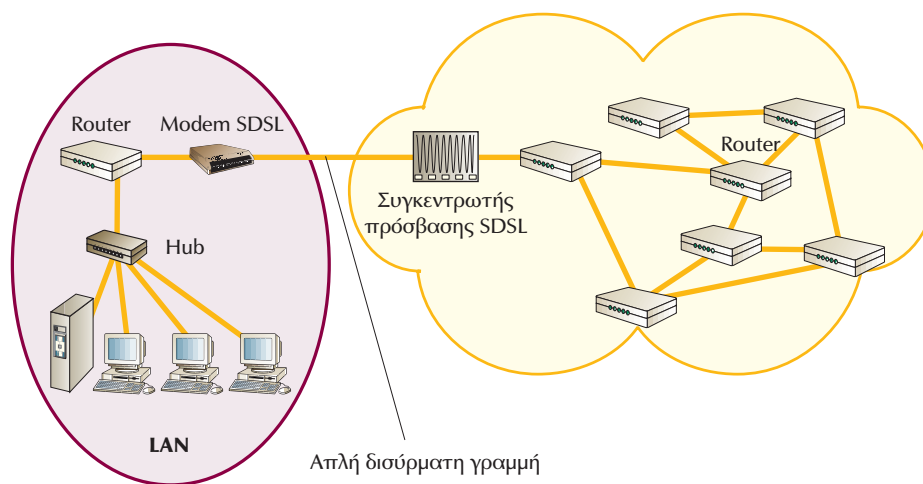 Router
Modem SDSL
Hub
LAN
Συγκεντρωτής
πρόσβασης SDSL
Router
Απλή δισύρματη γραμμή